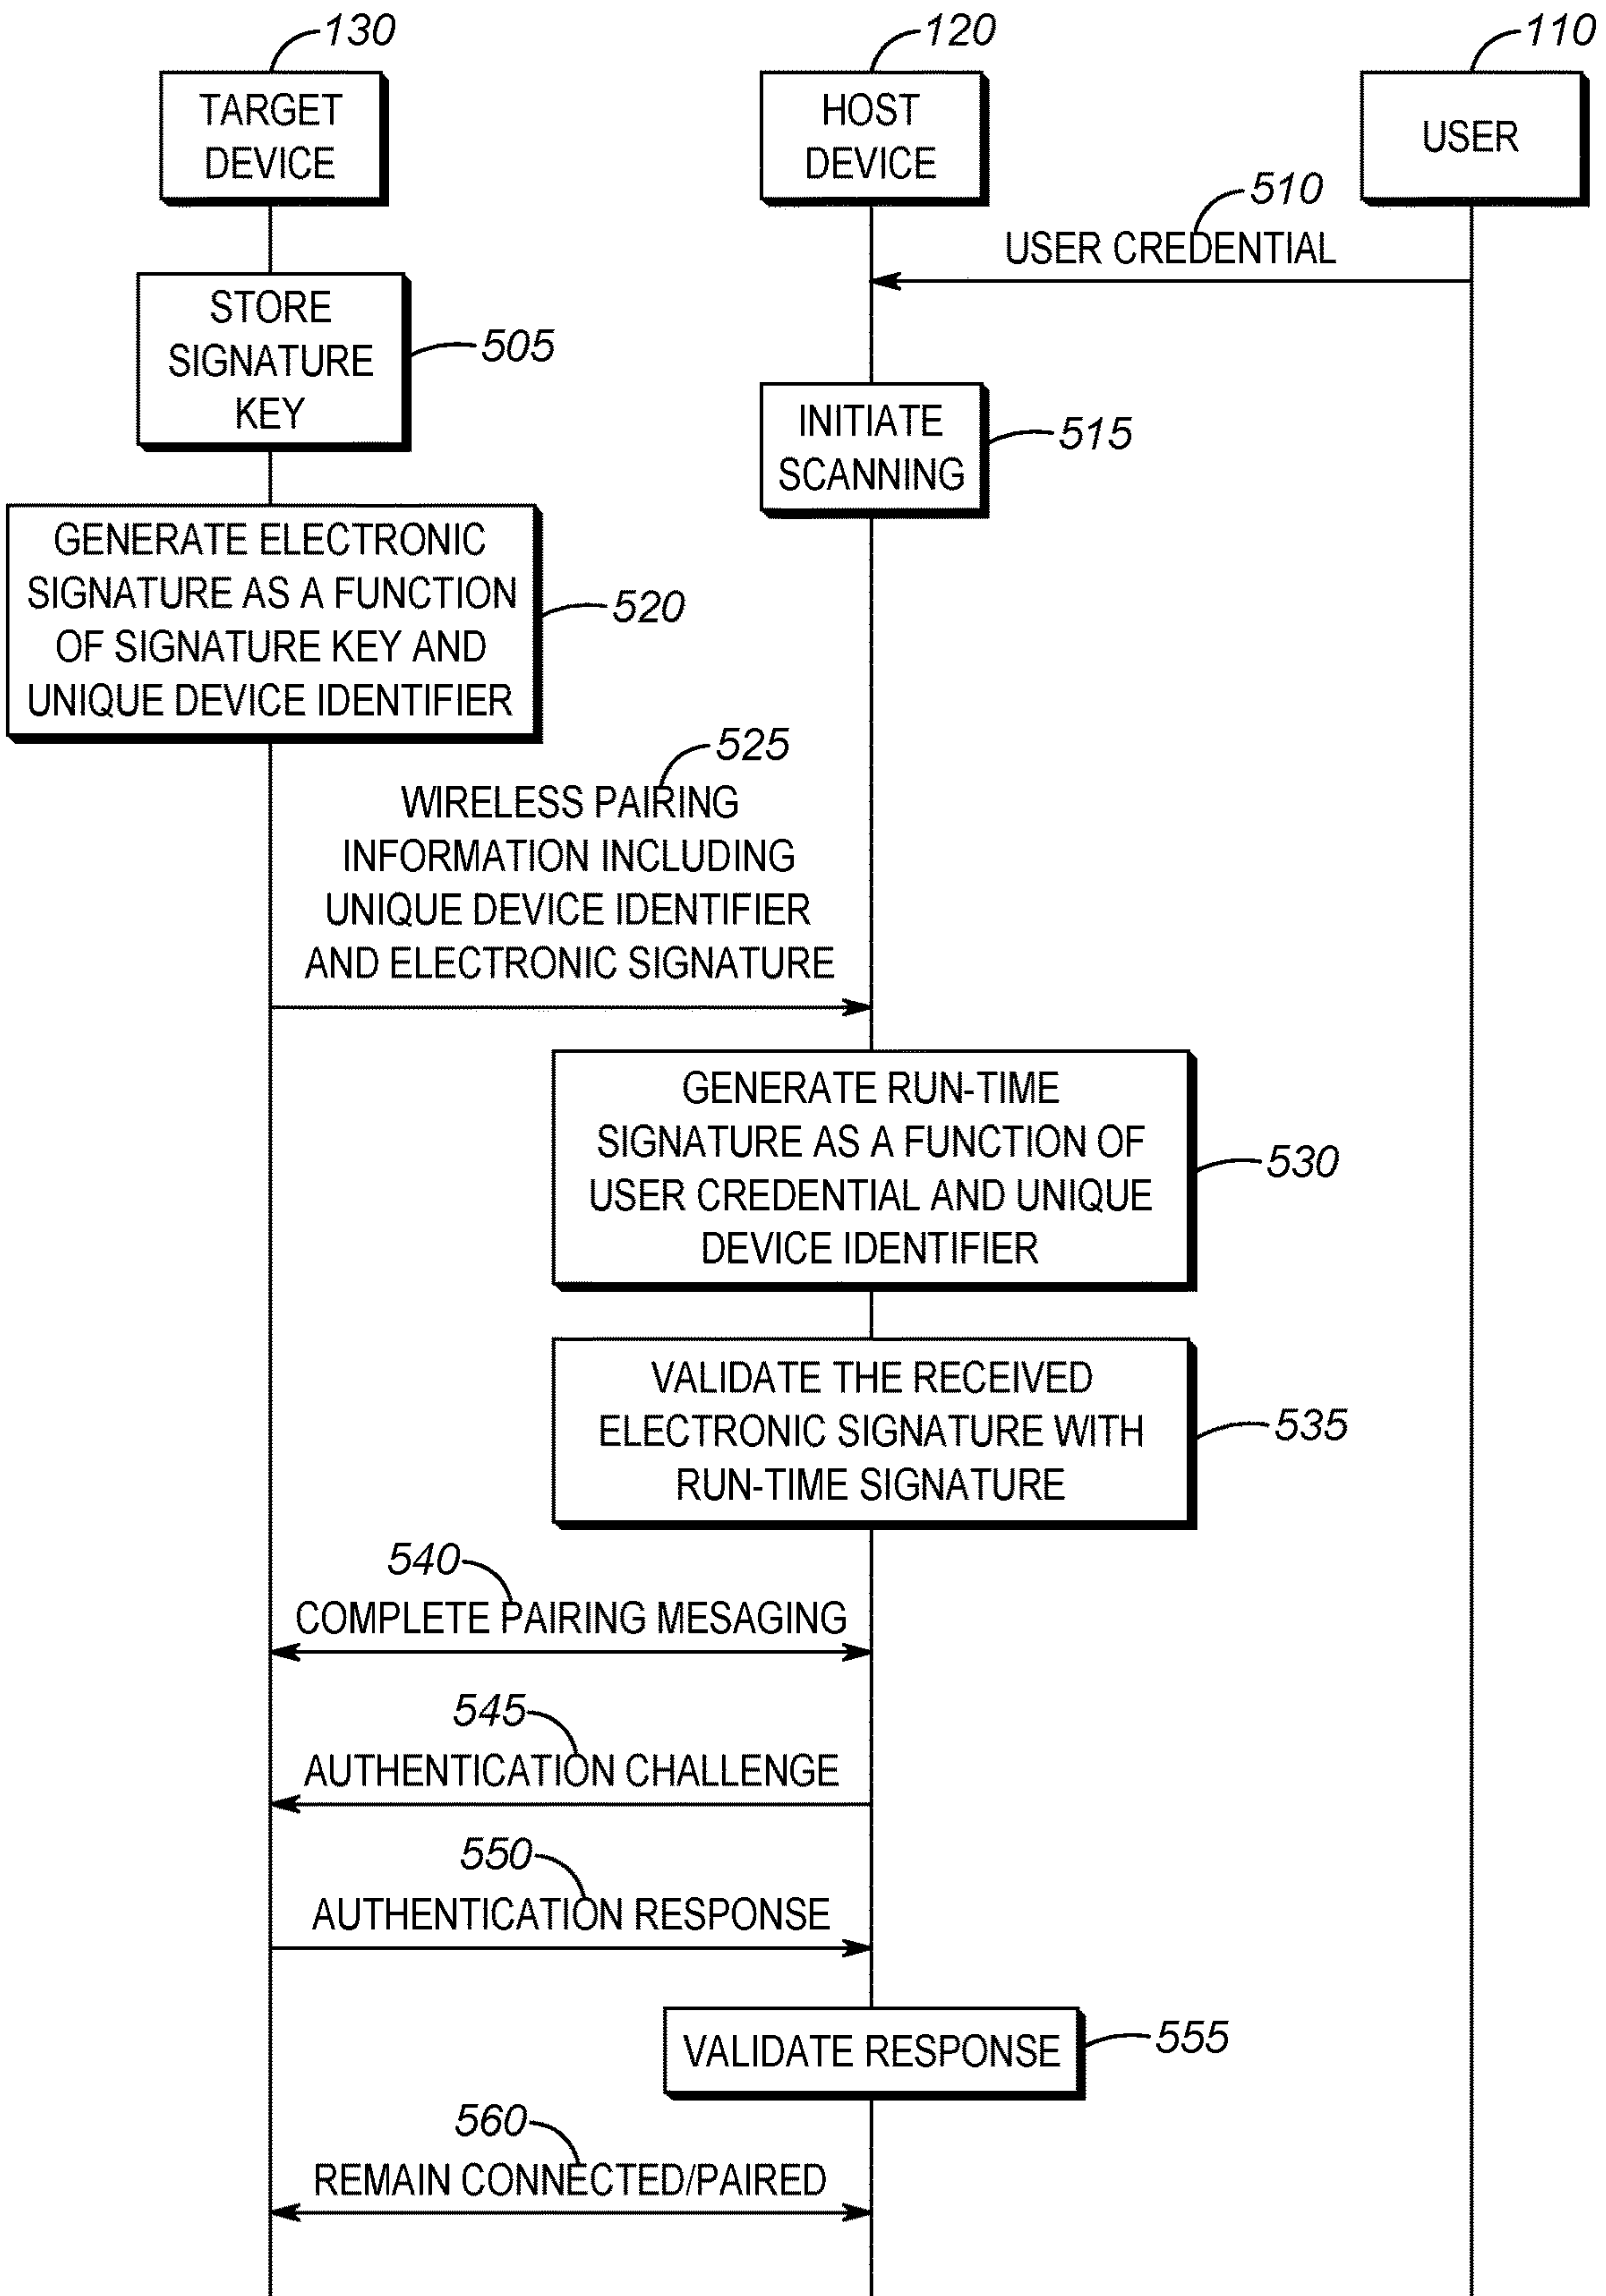 130
120
110
TARGET
DEVICE
HOST
DEVICE
USER
510
USER CREDENTIAL
STORE
SIGNATURE
KEY
505
INITIATE
SCANNING
515
GENERATE ELECTRONIC
SIGNATURE AS A FUNCTION
OF SIGNATURE KEY AND
UNIQUE DEVICE IDENTIFIER
520
525
WIRELESS PAIRING
INFORMATION INCLUDING
UNIQUE DEVICE IDENTIFIER
AND ELECTRONIC SIGNATURE
GENERATE RUN-TIME
SIGNATURE AS A FUNCTION OF
USER CREDENTIAL AND UNIQUE
DEVICE IDENTIFIER
530
VALIDATE THE RECEIVED
ELECTRONIC SIGNATURE WITH
RUN-TIME SIGNATURE
535
540
COMPLETE PAIRING MESAGING
545
AUTHENTICATION CHALLENGE
550
AUTHENTICATION RESPONSE
VALIDATE RESPONSE
555
560
REMAIN CONNECTED/PAIRED